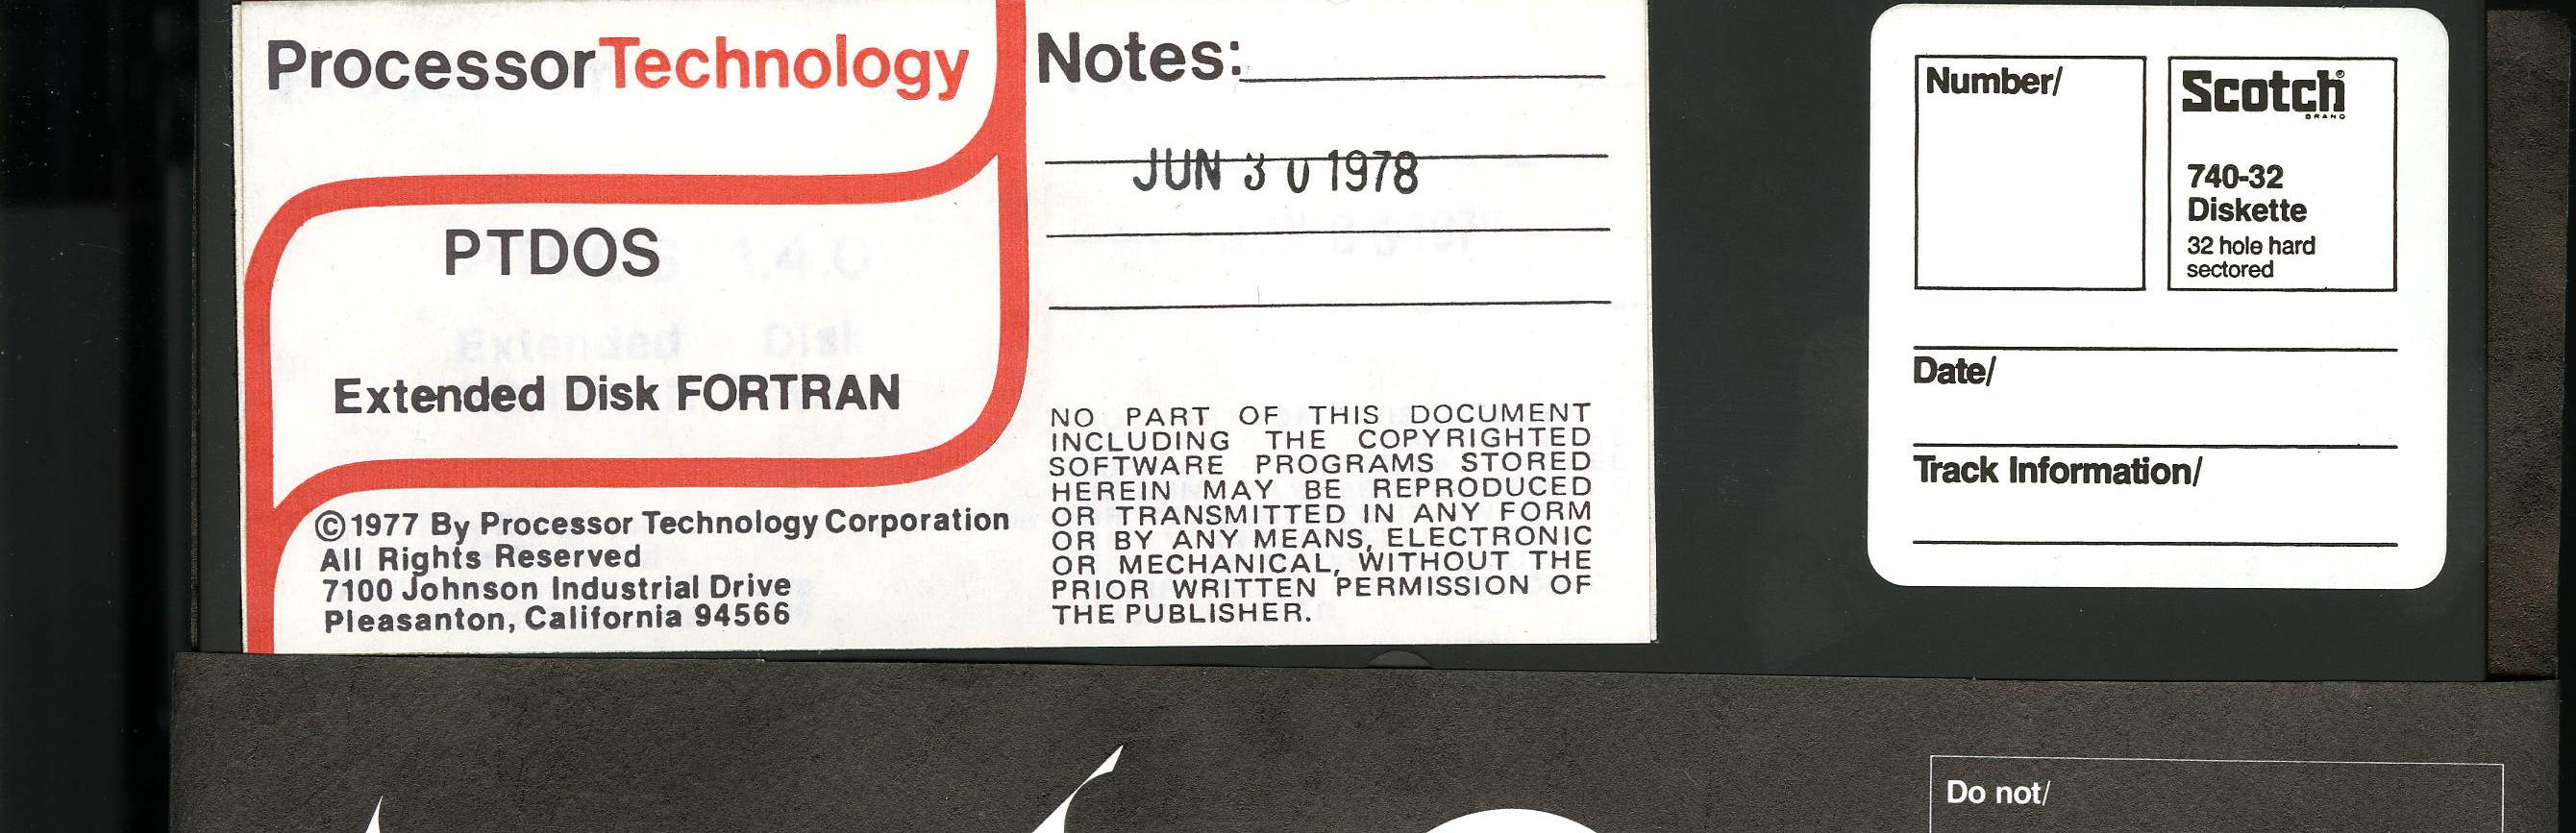 ProcessorTechnology
PTDOS
Extended Disk FORTRAN
©1977 By Processor Technology Corporation
All Rights Reserved
7100 Johnson Industrial Drive
Pleasanton, California 94566
Notes:
JUN 30 1978
NO PART OF THIS DOCUMENT
INCLUDING THE COPYRIGHTED
SOFTWARE PROGRAMS STORED
HEREIN MAY BE REPRODUCED
OR TRANSMITTED IN ANY FORM
OR BY ANY MEANS, ELECTRONIC
OR MECHANICAL, WITHOUT THE
PRIOR WRITTEN PERMISSION OF
THE PUBLISHER.
Number/
Scotch®
BRAND
740-32
Diskette
32 hole hard
sectored
Date/
Track Information/
Do not/